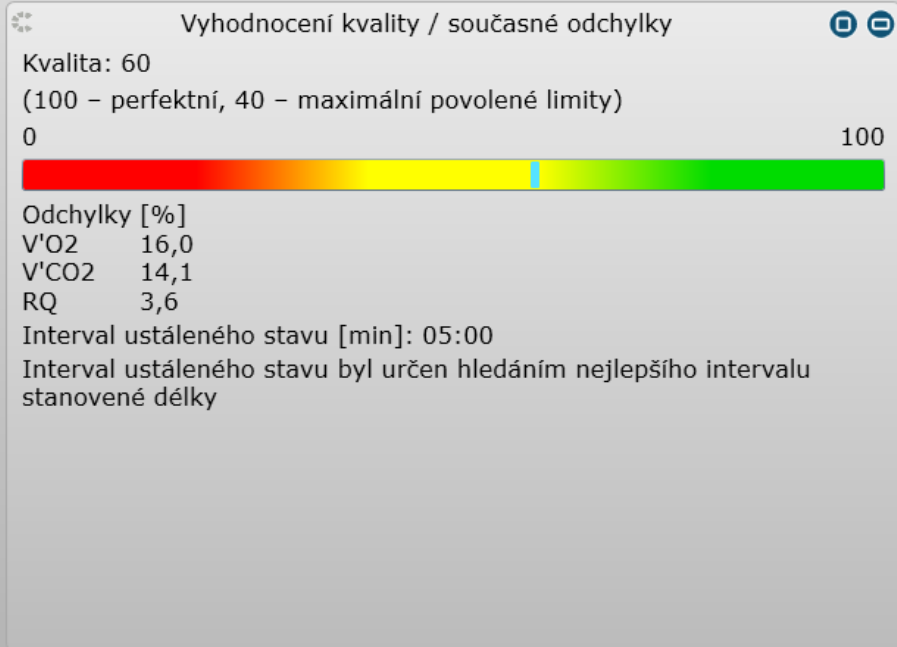 Vyhodnocení kvality / současné odchylky
Kvalita: 60
(100 – perfektní, 40 – maximální povolené limity)
0 100
Odchylky [%]
V'O2 16,0
V'CO2 14,1
RQ 3,6
Interval ustáleného stavu [min]: 05:00
Interval ustáleného stavu byl určen hledáním nejlepšího intervalu
stanovené délky